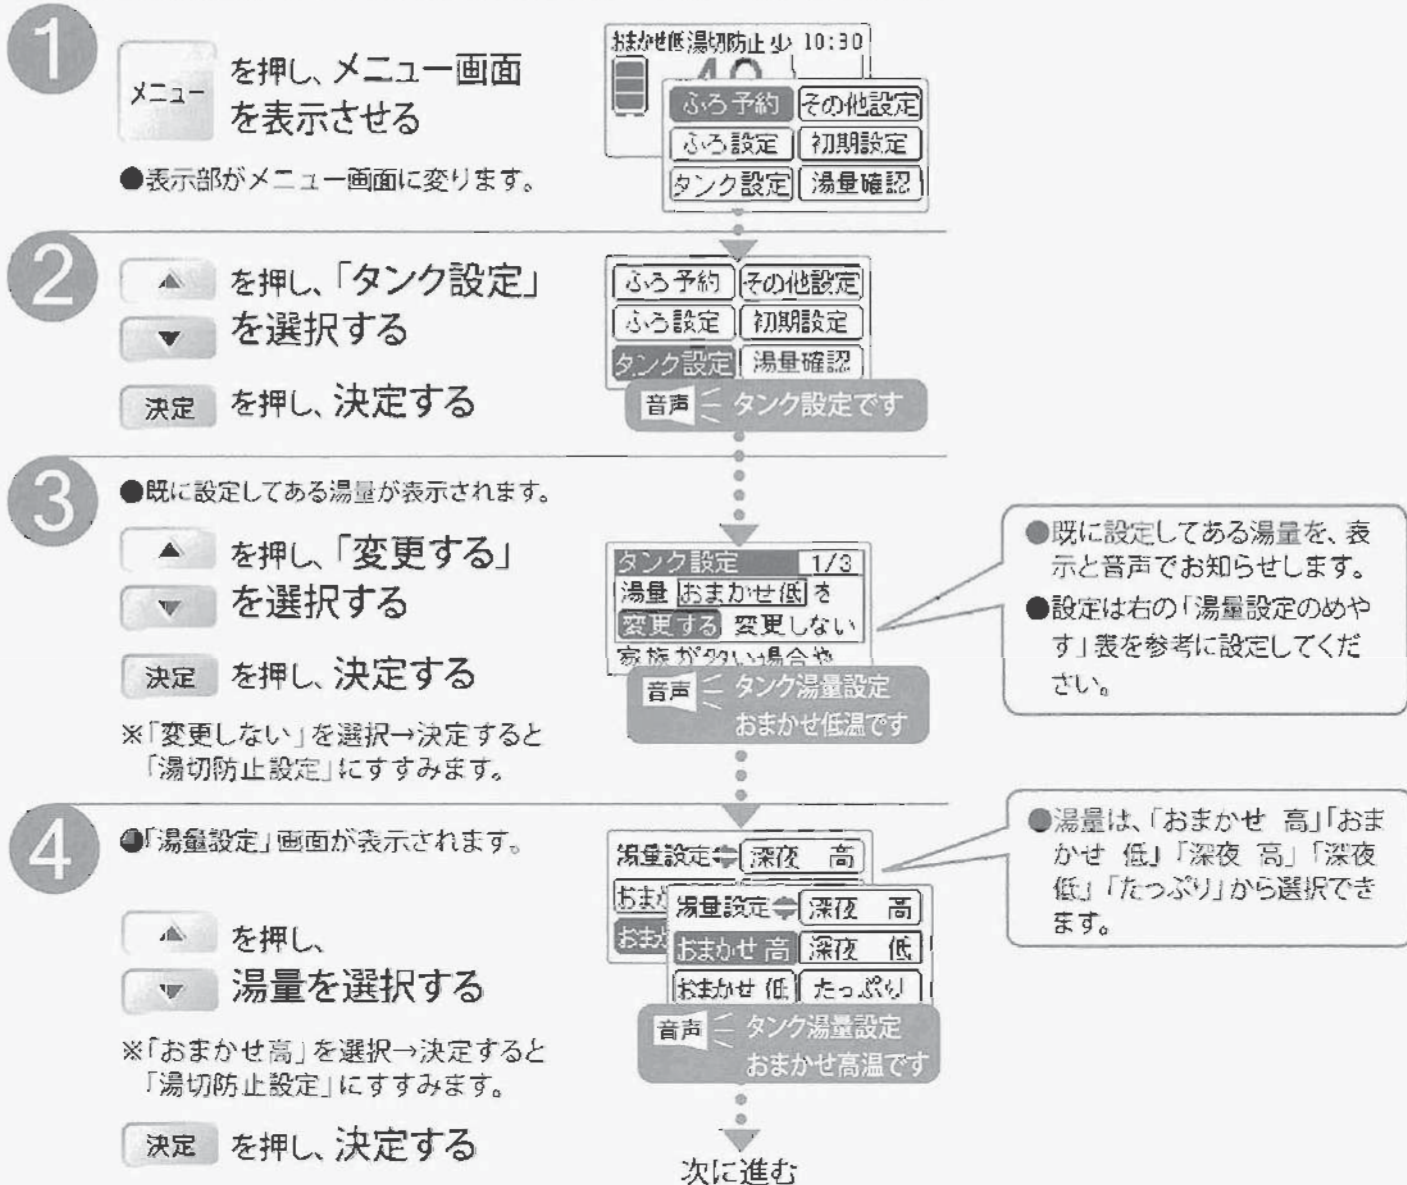 1
メニュー
を押し、メニュー画面
を表示させる
●表示部がメニュー画面に変ります。
おまかせ低 湯切防止 少 10:30
ふろ予約 その他設定
ふろ設定 初期設定
タンク設定 湯量確認
2
▲
を押し、「タンク設定」
▼
を選択する
決定 を押し、決定する
ふろ予約 その他設定
ふろ設定 初期設定
タンク設定 湯量確認
音声 タンク設定です
3
●既に設定してある湯量が表示されます。
▲ を押し、「変更する」
▼ を選択する
決定 を押し、決定する
※「変更しない」を選択→決定すると
「湯切防止設定」にすすみます。
タンク設定 1/3
湯量 おまかせ低 を
変更する 変更しない
家族が多い場合や
音声 タンク湯量設定
おまかせ低温です
●既に設定してある湯量を、表
示と音声でお知らせします。
●設定は右の「湯量設定のめや
す」表を参考に設定してくだ
さい。
4
●「湯量設定」画面が表示されます。
▲ を押し、
▼ 湯量を選択する
※「おまかせ高」を選択→決定すると
「湯切防止設定」にすすみます。
決定 を押し、決定する
湯量設定 深夜 高
おまか
おまか
湯量設定 深夜 高
おまかせ 高 深夜 低
おまかせ 低 たっぷり
音声 タンク湯量設定
おまかせ高温です
●湯量は、「おまかせ 高」「おま
かせ 低」「深夜 高」「深夜
低」「たっぷり」から選択でき
ます。
次に進む